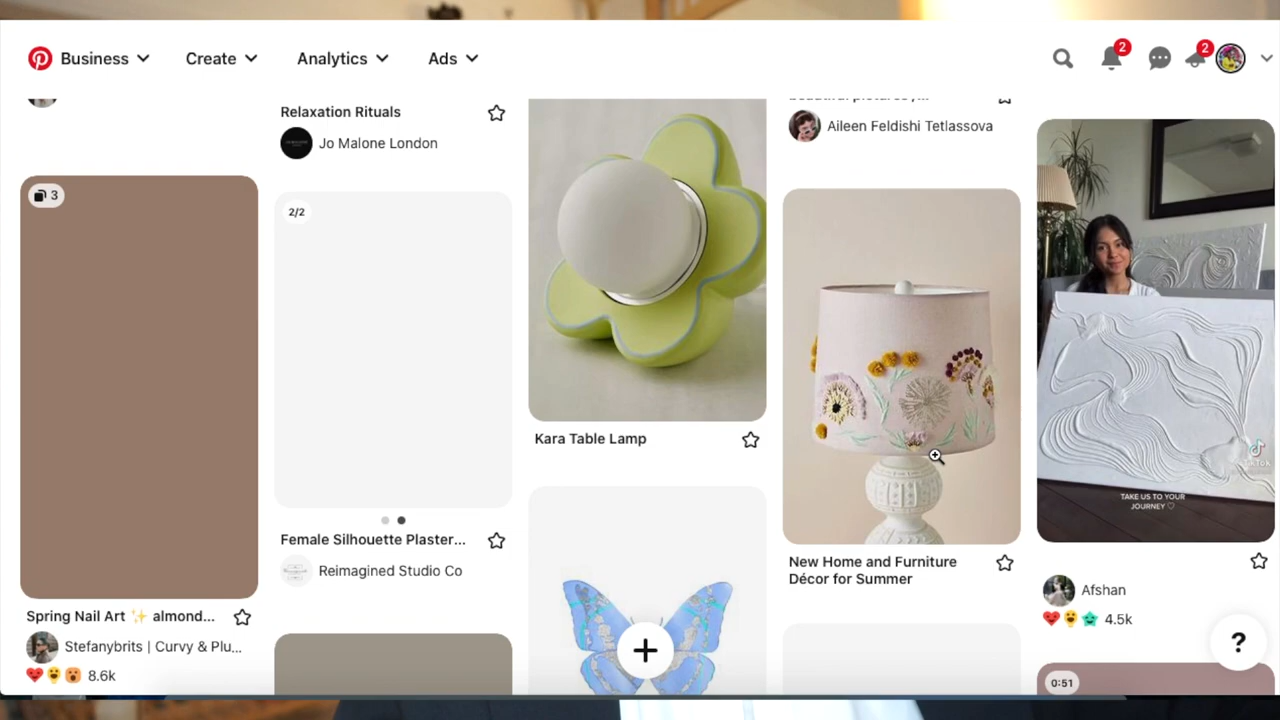 Business
Create
Analytics
Ads
2
2
Relaxation Rituals
Jo Malone London
Aileen Feldishi Tetlassova
3
2/2
Kara Table Lamp
TAKE US TO YOUR
JOURNEY ♡
TikTok
Female Silhouette Plaster...
Reimagined Studio Co
New Home and Furniture
Décor for Summer
Afshan
4.5k
Spring Nail Art ✨ almond...
Stefanybrits | Curvy & Plu...
8.6k
?
0:51